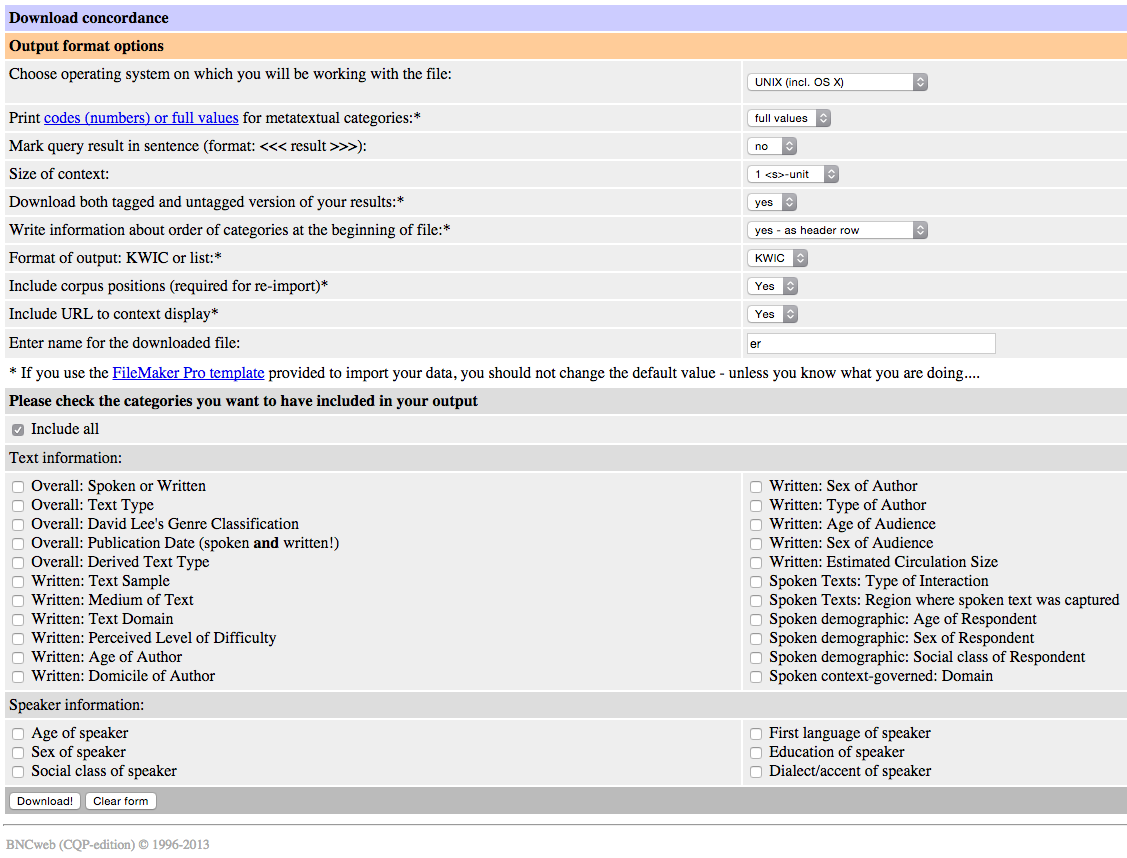 Download concordance
Output format options
Choose operating system on which you will be working with the file: UNIX (incl. OS X)
Print codes (numbers) or full values for metatextual categories:* full values
Mark query result in sentence (format: <<< result >>>): no
Size of context: 1 <s>-unit
Download both tagged and untagged version of your results:* yes
Write information about order of categories at the beginning of file:* yes - as header row
Format of output: KWIC or list:* KWIC
Include corpus positions (required for re-import)* Yes
Include URL to context display* Yes
Enter name for the downloaded file: er
* If you use the FileMaker Pro template provided to import your data, you should not change the default value - unless you know what you are doing....
Please check the categories you want to have included in your output
Include all
Text information:
Overall: Spoken or Written
Overall: Text Type
Overall: David Lee's Genre Classification
Overall: Publication Date (spoken and written!)
Overall: Derived Text Type
Written: Text Sample
Written: Medium of Text
Written: Text Domain
Written: Perceived Level of Difficulty
Written: Age of Author
Written: Domicile of Author
Written: Sex of Author
Written: Type of Author
Written: Age of Audience
Written: Sex of Audience
Written: Estimated Circulation Size
Spoken Texts: Type of Interaction
Spoken Texts: Region where spoken text was captured
Spoken demographic: Age of Respondent
Spoken demographic: Sex of Respondent
Spoken demographic: Social class of Respondent
Spoken context-governed: Domain
Speaker information:
Age of speaker
Sex of speaker
Social class of speaker
First language of speaker
Education of speaker
Dialect/accent of speaker
Download! Clear form
BNCweb (CQP-edition) © 1996-2013